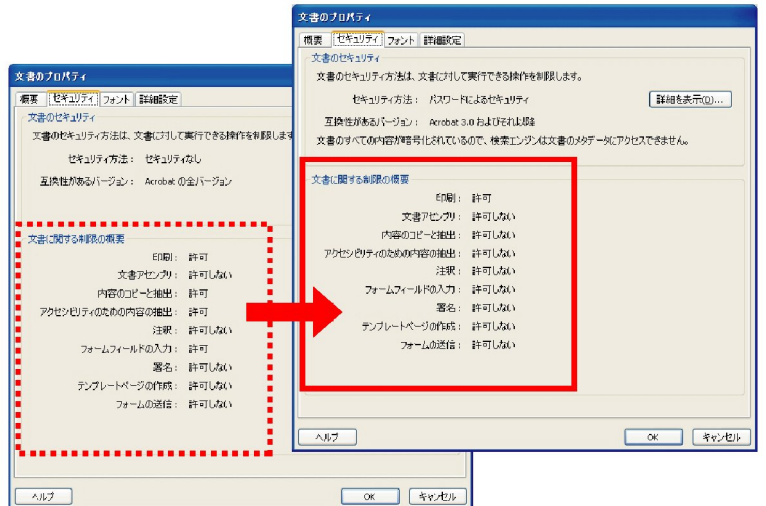 文書のプロパティ
概要 セキュリティ フォント 詳細設定
文書のセキュリティ
文書のセキュリティ方法は、文書に対して実行できる操作を制限します
セキュリティ方法： セキュリティなし
互換性があるバージョン： Acrobat の全バージョン
文書に関する制限の概要
印刷： 許可
文書アセンブリ： 許可しない
内容のコピーと抽出： 許可
アクセシビリティのための内容の抽出： 許可
注釈： 許可しない
フォームフィールドの入力： 許可
署名： 許可しない
テンプレートページの作成： 許可しない
フォームの送信： 許可しない
ヘルプ OK キャンセル
文書のプロパティ
概要 セキュリティ フォント 詳細設定
文書のセキュリティ
文書のセキュリティ方法は、文書に対して実行できる操作を制限します。
セキュリティ方法： パスワードによるセキュリティ 詳細を表示(D)...
互換性があるバージョン： Acrobat 3.0 およびそれ以降
文書のすべての内容が暗号化されているので、検索エンジンは文書のメタデータにアクセスできません。
文書に関する制限の概要
印刷： 許可
文書アセンブリ： 許可しない
内容のコピーと抽出： 許可しない
アクセシビリティのための内容の抽出： 許可しない
注釈： 許可しない
フォームフィールドの入力： 許可しない
署名： 許可しない
テンプレートページの作成： 許可しない
フォームの送信： 許可しない
ヘルプ OK キャンセル